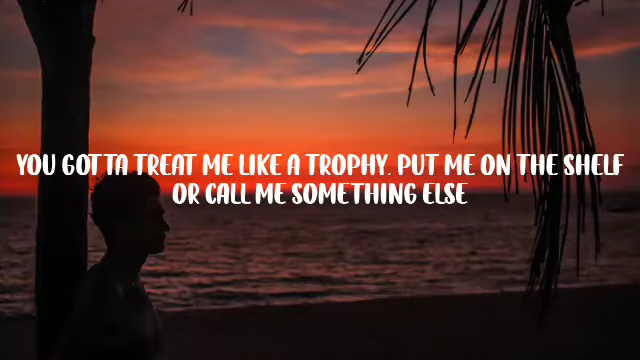 YOU GOTTA TREAT ME LIKE A TROPHY. PUT ME ON THE SHELF
OR CALL ME SOMETHING ELSE